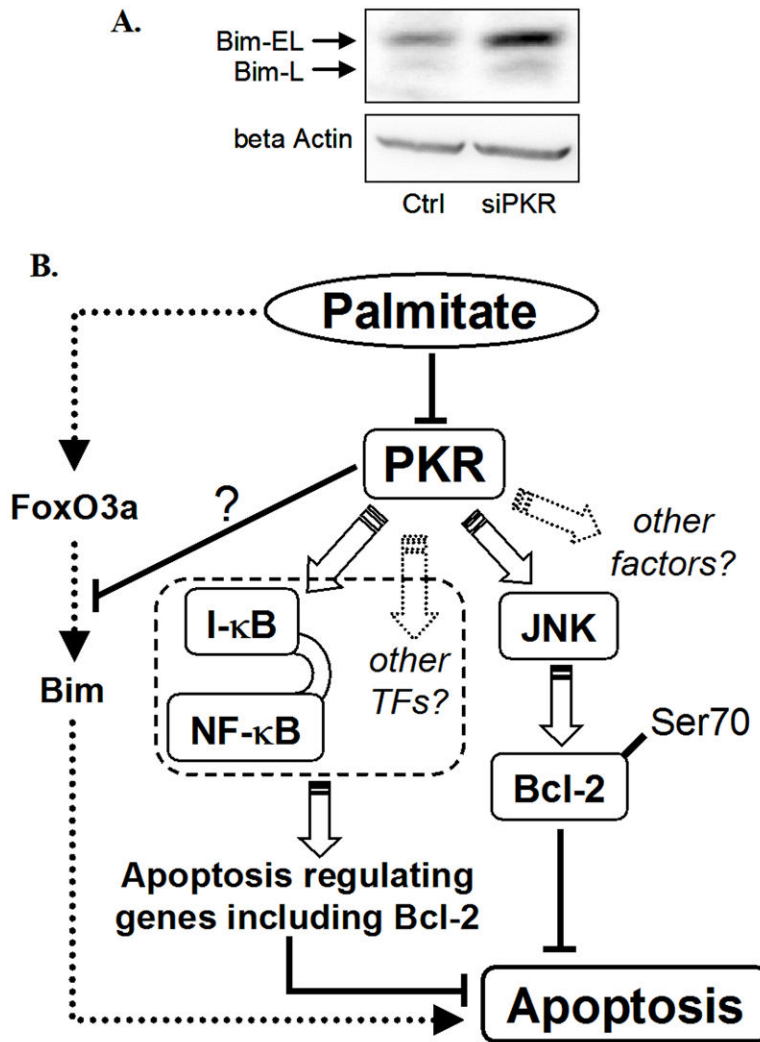 A.
Bim-EL
Bim-L
beta Actin
Ctrl siPKR
B.
Palmitate
PKR
FoxO3a
?
other
factors?
I-κB
JNK
other
TFs?
Bim
NF-κB
Ser70
Bcl-2
Apoptosis regulating
genes including Bcl-2
Apoptosis